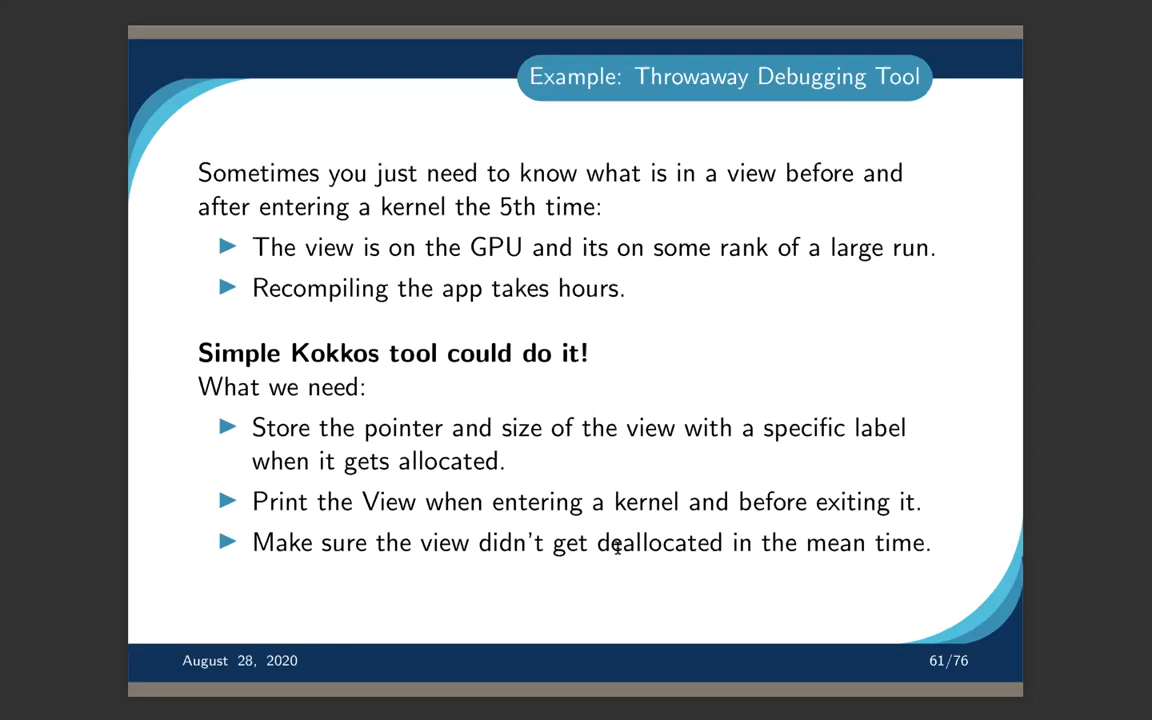 Example: Throwaway Debugging Tool
Sometimes you just need to know what is in a view before and
after entering a kernel the 5th time:
▶ The view is on the GPU and its on some rank of a large run.
▶ Recompiling the app takes hours.
Simple Kokkos tool could do it!
What we need:
▶ Store the pointer and size of the view with a specific label
when it gets allocated.
▶ Print the View when entering a kernel and before exiting it.
▶ Make sure the view didn't get deallocated in the mean time.
August 28, 2020
61/76